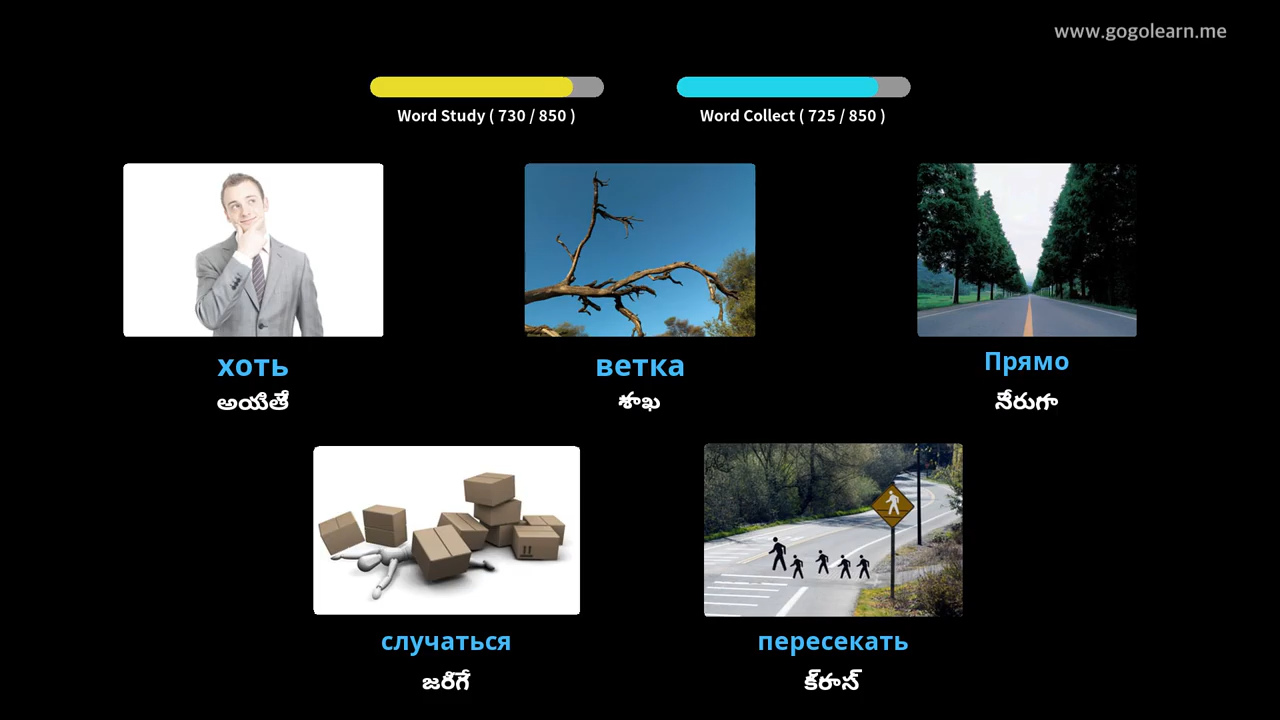 www.gogolearn.me
Word Study ( 730 / 850 )
Word Collect ( 725 / 850 )
хоть
ветка
Прямо
అయితే
శాఖ
నేరుగా
случаться
пересекать
జరిగే
క్రాస్